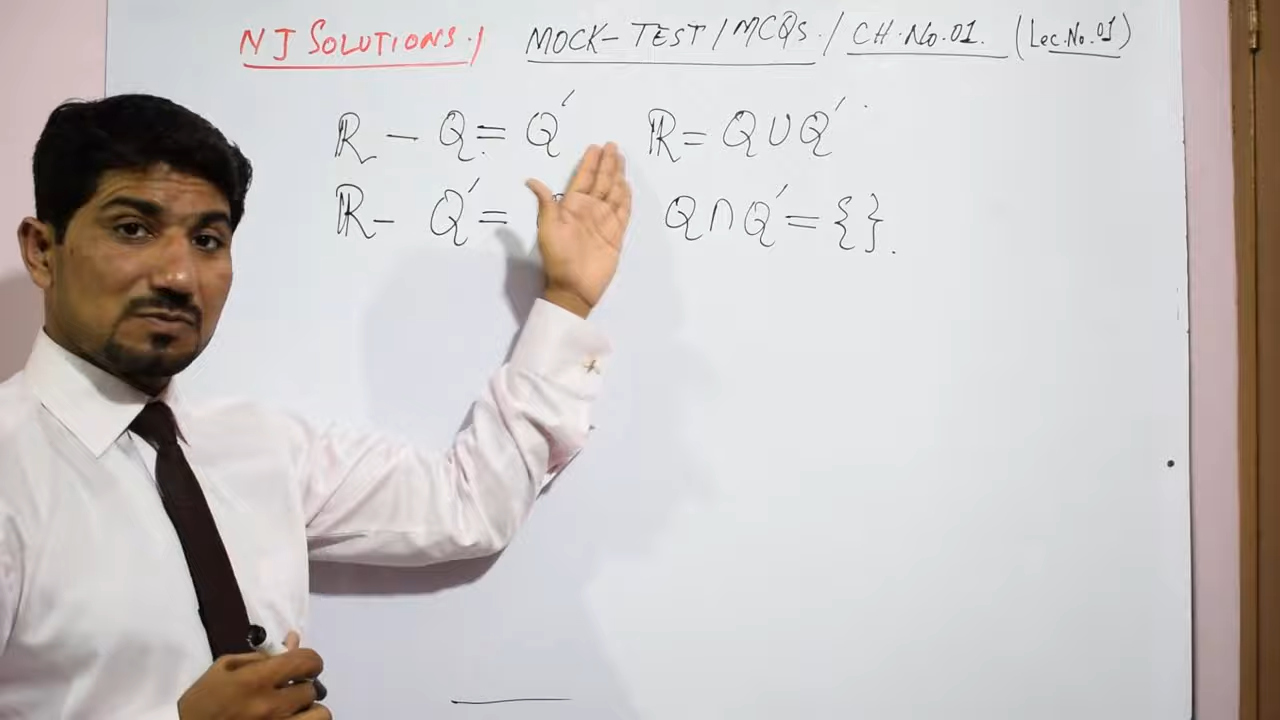 NJ SOLUTIONS./ MOCK-TEST/MCQs./CH.No.01. (Lec.No.01)
ℝ - Q = Q′ ℝ = Q∪Q′
ℝ - Q′ = Q∩Q′ = {}.